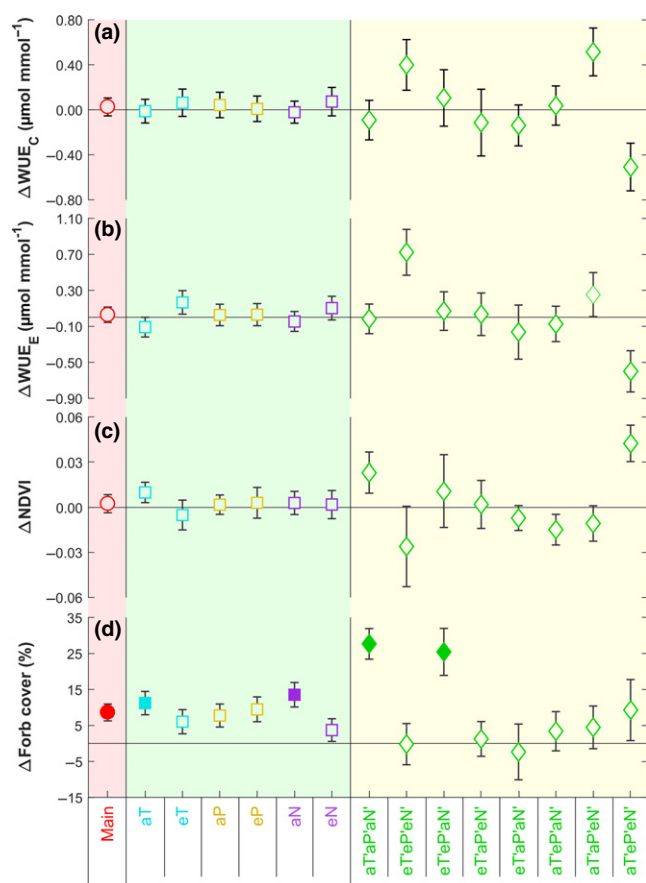 (a)
ΔWUE_C (µmol mmol⁻¹)
0.80
0.40
0.00
−0.40
−0.80
(b)
ΔWUE_E (µmol mmol⁻¹)
1.10
0.70
0.30
−0.10
−0.50
−0.90
(c)
ΔNDVI
0.06
0.03
0.00
−0.03
−0.06
(d)
ΔForb cover (%)
35
25
15
5
−5
−15
Main
aT
eT
aP
eP
aN
eN
aT'aP'aN'
eT'eP'eN'
eT'eP'aN'
eT'aP'eN'
eT'aP'aN'
aT'eP'aN'
aT'aP'eN'
aT'eP'eN'